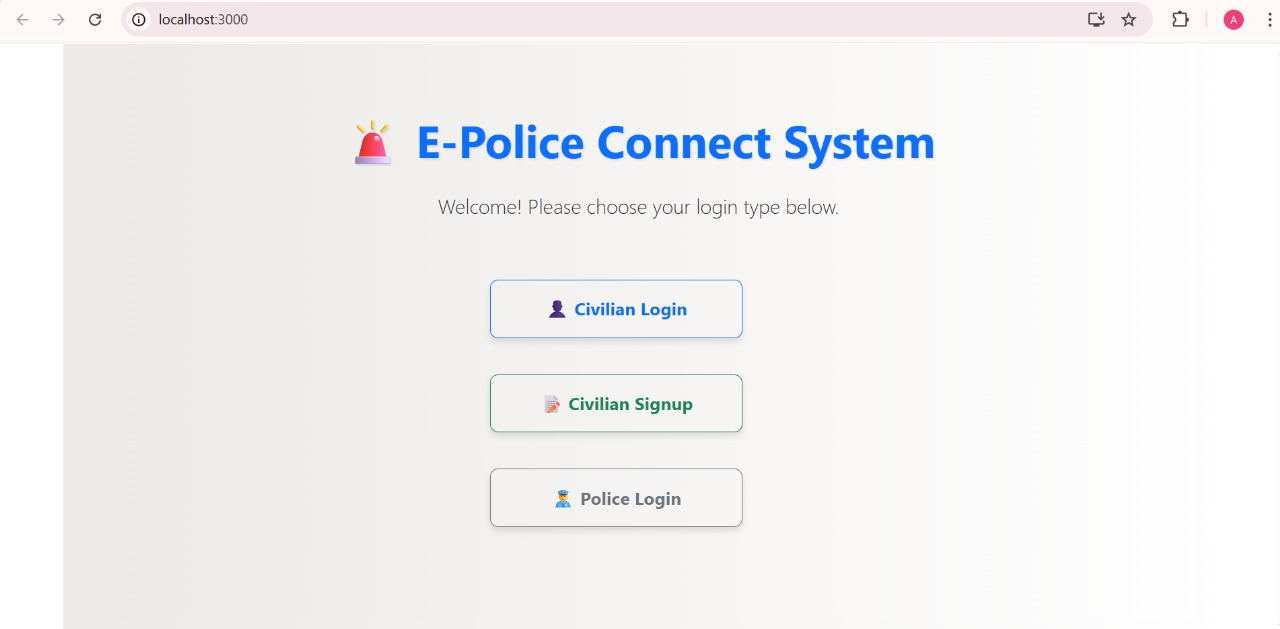 localhost:3000
A
E-Police Connect System
Welcome! Please choose your login type below.
Civilian Login
Civilian Signup
Police Login